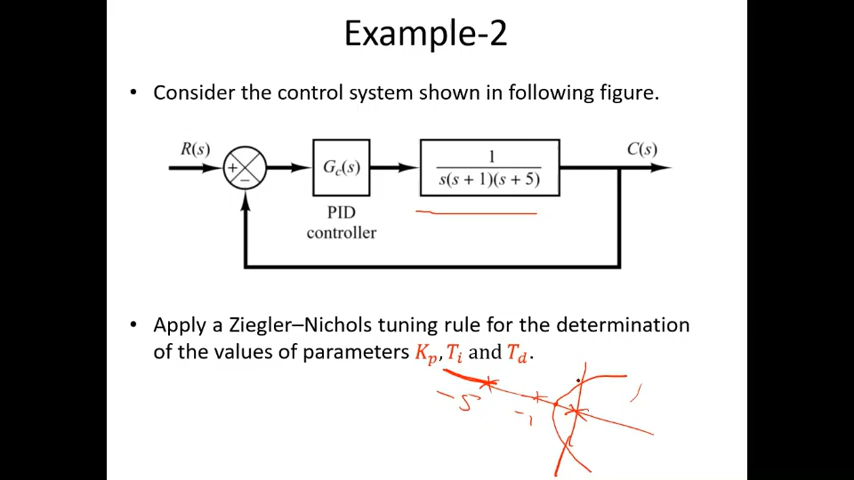 Example-2
• Consider the control system shown in following figure.
R(s)
C(s)
+
−
G_c(s)
1
s(s + 1)(s + 5)
PID
controller
• Apply a Ziegler–Nichols tuning rule for the determination
of the values of parameters K_p, T_i and T_d.
-5
-1